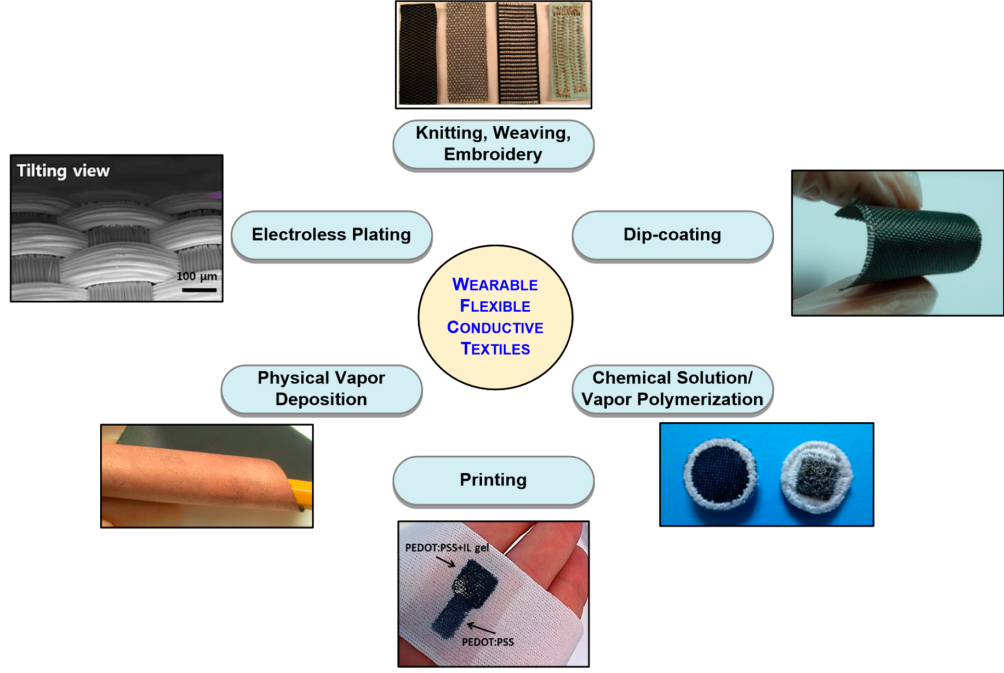 Knitting, Weaving,
Embroidery
Tilting view
100 µm
Electroless Plating
Dip-coating
WEARABLE
FLEXIBLE
CONDUCTIVE
TEXTILES
Physical Vapor
Deposition
Chemical Solution/
Vapor Polymerization
Printing
PEDOT:PSS+IL gel
PEDOT:PSS